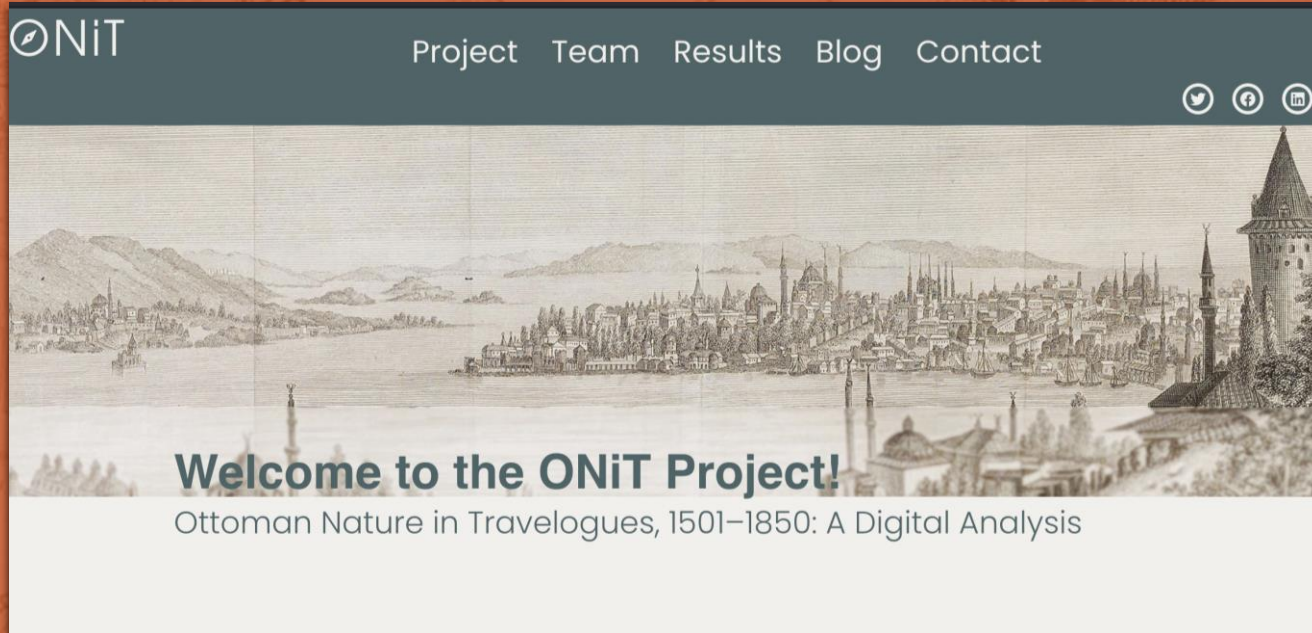 ONiT
Project Team Results Blog Contact
Welcome to the ONiT Project!
Ottoman Nature in Travelogues, 1501–1850: A Digital Analysis